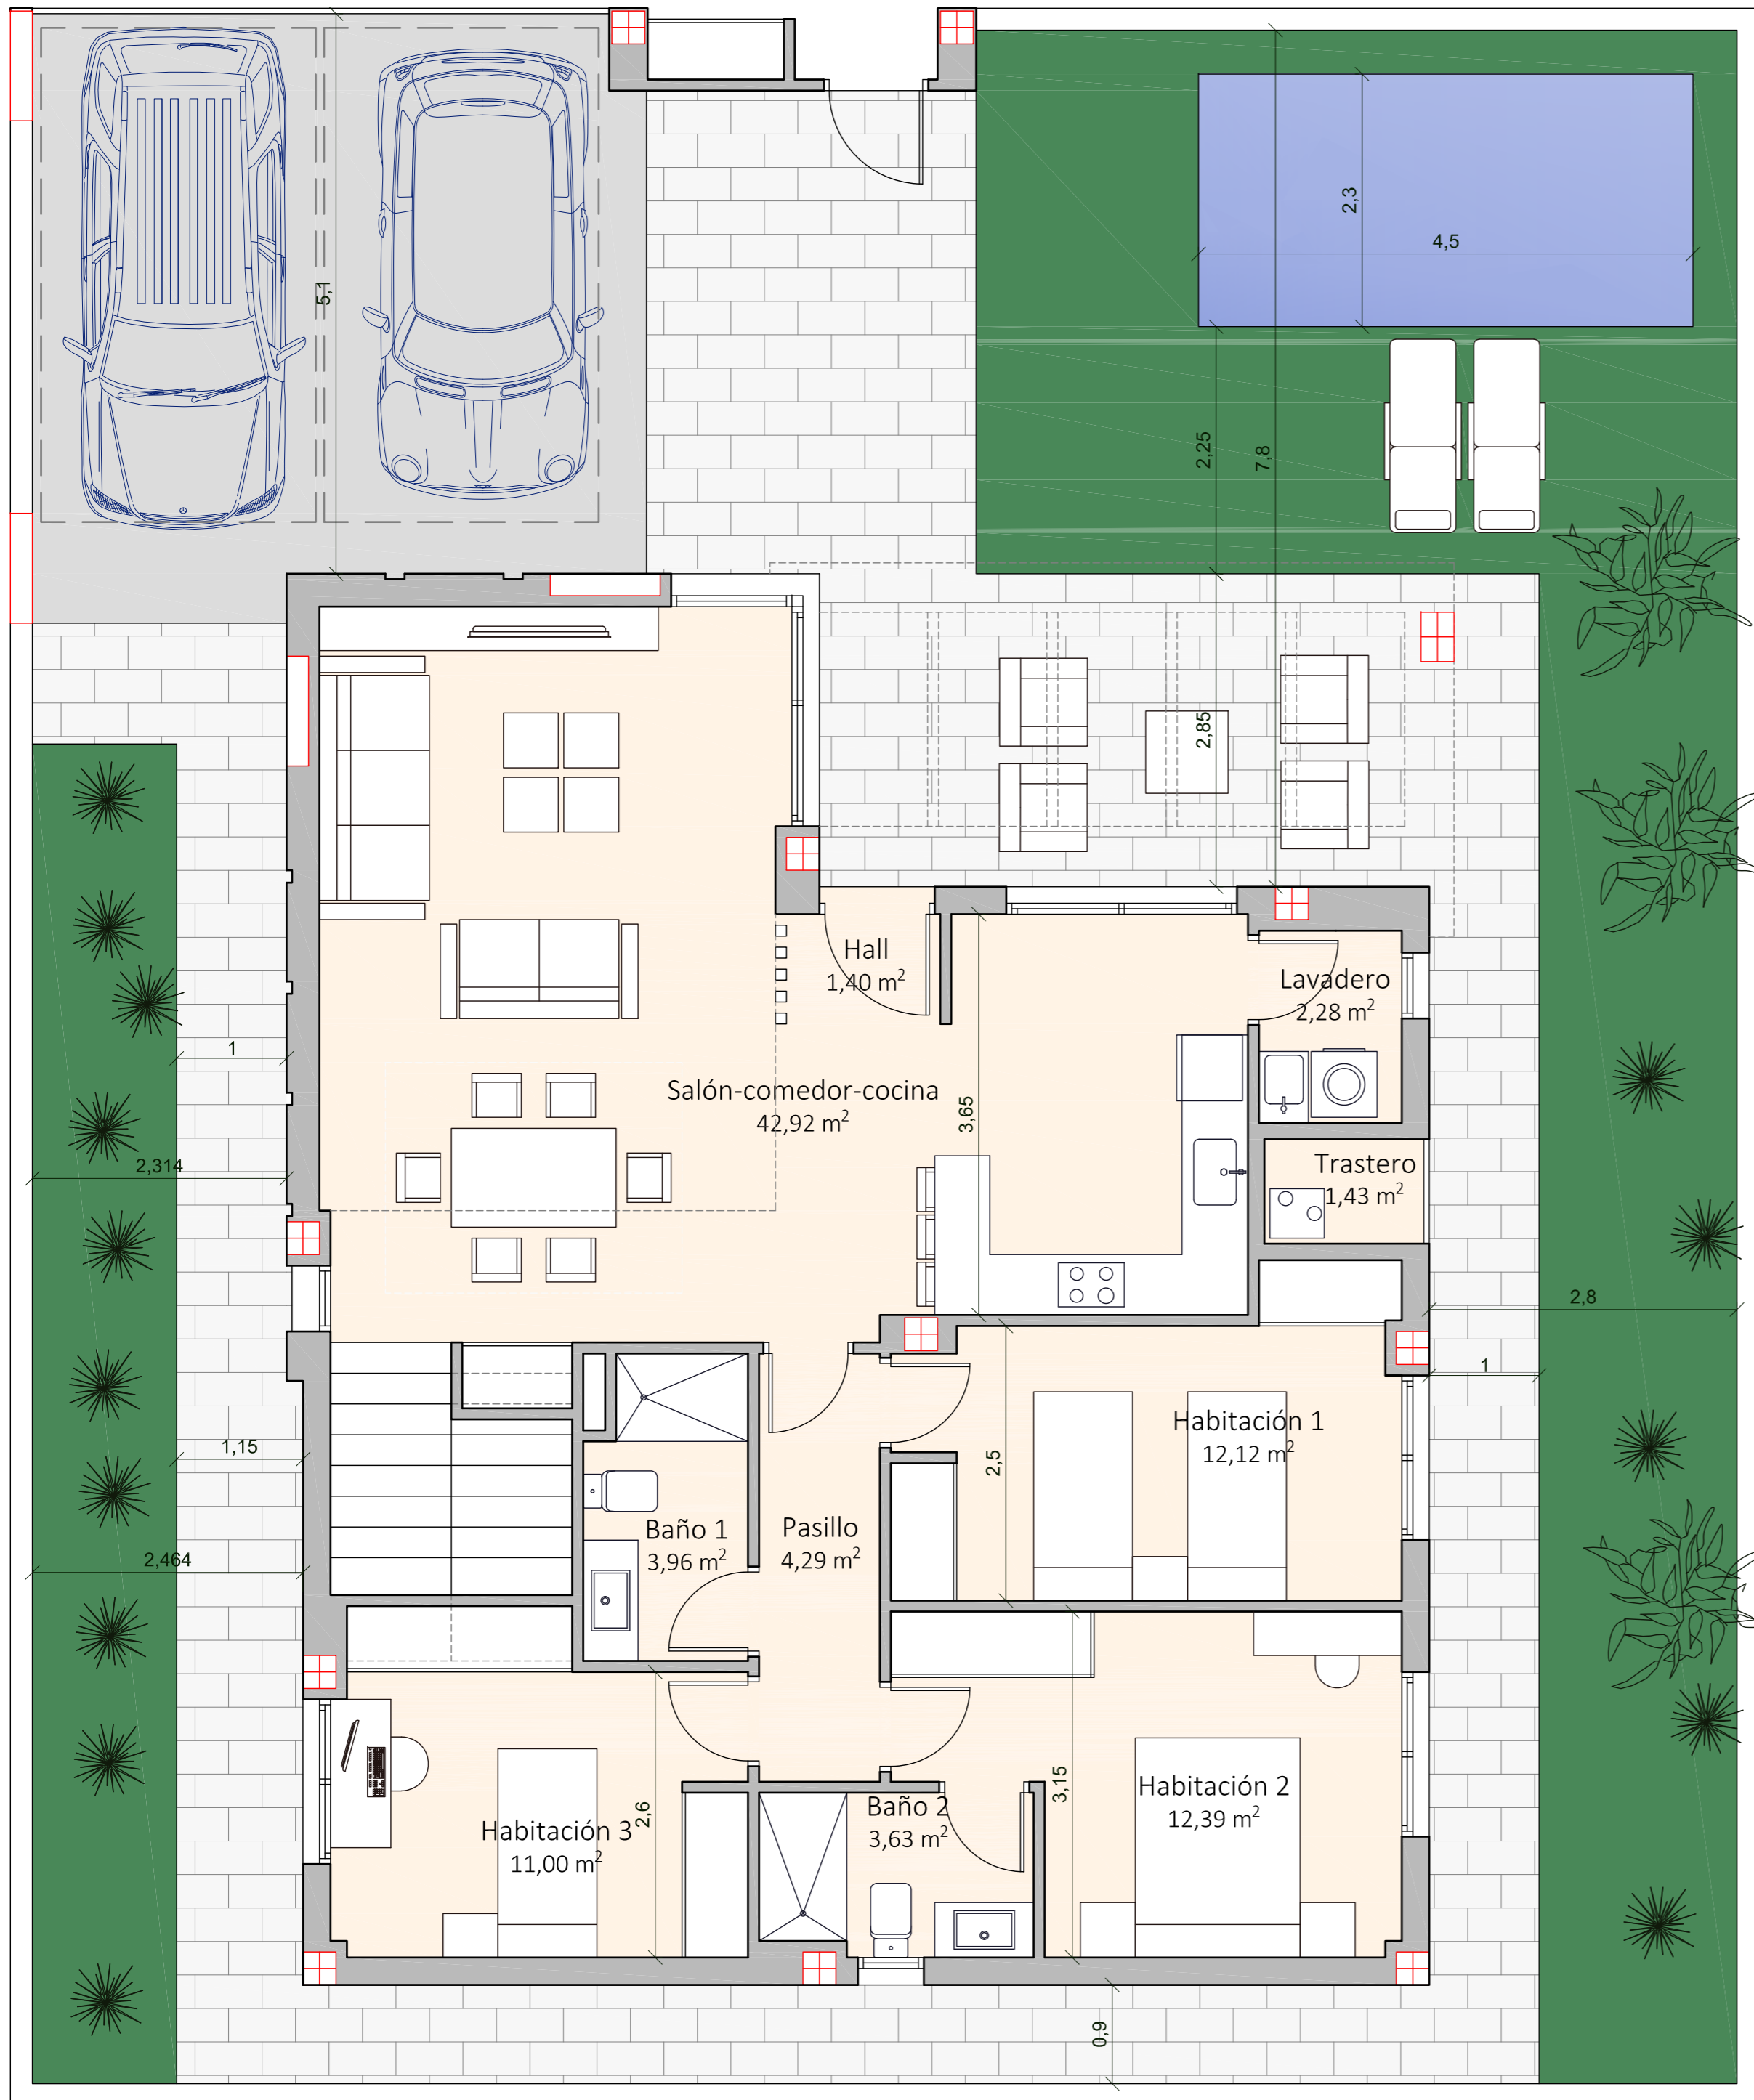 5,1
2,3
4,5
2,25
7,8
2,85
Hall
1,40 m²
Lavadero
2,28 m²
1
Salón-comedor-cocina
42,92 m²
3,65
2,314
Trastero
1,43 m²
2,8
1
Habitación 1
12,12 m²
1,15
2,5
Baño 1
3,96 m²
Pasillo
4,29 m²
2,464
Habitación 2
12,39 m²
3,15
Baño 2
3,63 m²
Habitación 3
11,00 m²
2,6
0,9